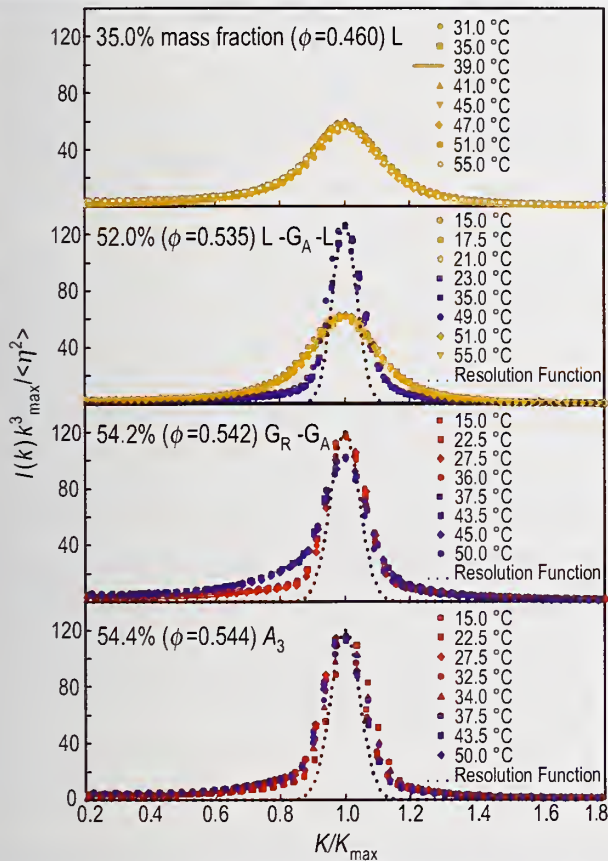 120
80
40
35.0% mass fraction (ϕ=0.460) L
31.0 °C
35.0 °C
39.0 °C
41.0 °C
45.0 °C
47.0 °C
51.0 °C
55.0 °C
120
80
40
52.0% (ϕ=0.535) L -G_A -L
15.0 °C
17.5 °C
21.0 °C
23.0 °C
35.0 °C
49.0 °C
51.0 °C
55.0 °C
.... Resolution Function
I(k) k³_max/<η²>
120
80
40
54.2% (ϕ=0.542) G_R -G_A
15.0 °C
22.5 °C
27.5 °C
36.0 °C
37.5 °C
43.5 °C
45.0 °C
50.0 °C
.... Resolution Function
120
80
40
0
54.4% (ϕ=0.544) A₃
15.0 °C
22.5 °C
27.5 °C
32.5 °C
34.0 °C
37.5 °C
43.5 °C
50.0 °C
.... Resolution Function
0.2 0.4 0.6 0.8 1.0 1.2 1.4 1.6 1.8
K/K_max